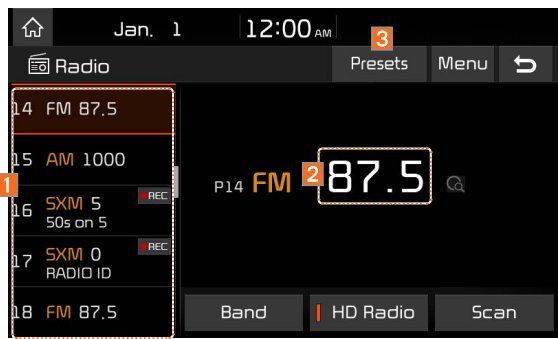 Jan. 1 12:00 AM
3
Radio Presets Menu
14 FM 87.5
15 AM 1000
1
16 SXM 5 REC
50s on 5
17 SXM 0 REC
RADIO ID
18 FM 87.5
P14 FM 2 87.5
Band HD Radio Scan